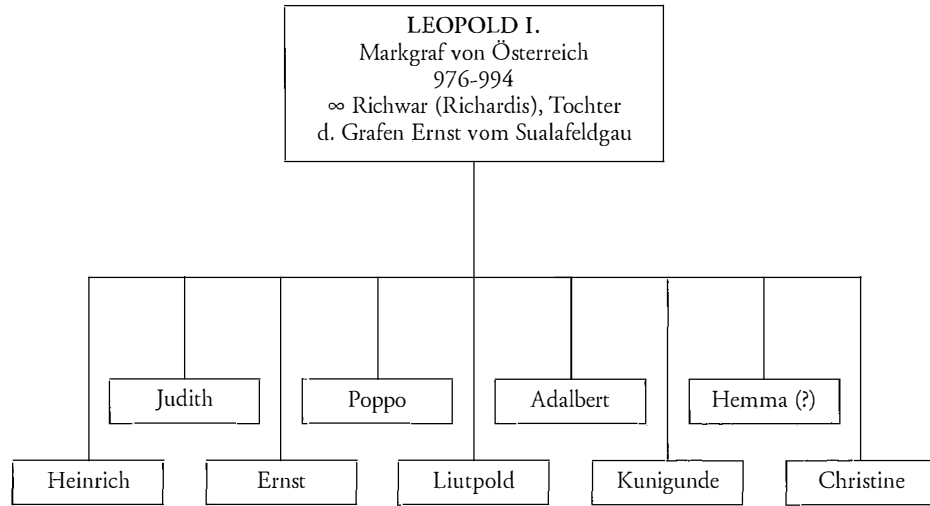 LEOPOLD I.
Markgraf von Österreich
976-994
∞ Richwar (Richardis), Tochter
d. Grafen Ernst vom Sualafeldgau
Judith
Poppo
Adalbert
Hemma (?)
Heinrich
Ernst
Liutpold
Kunigunde
Christine